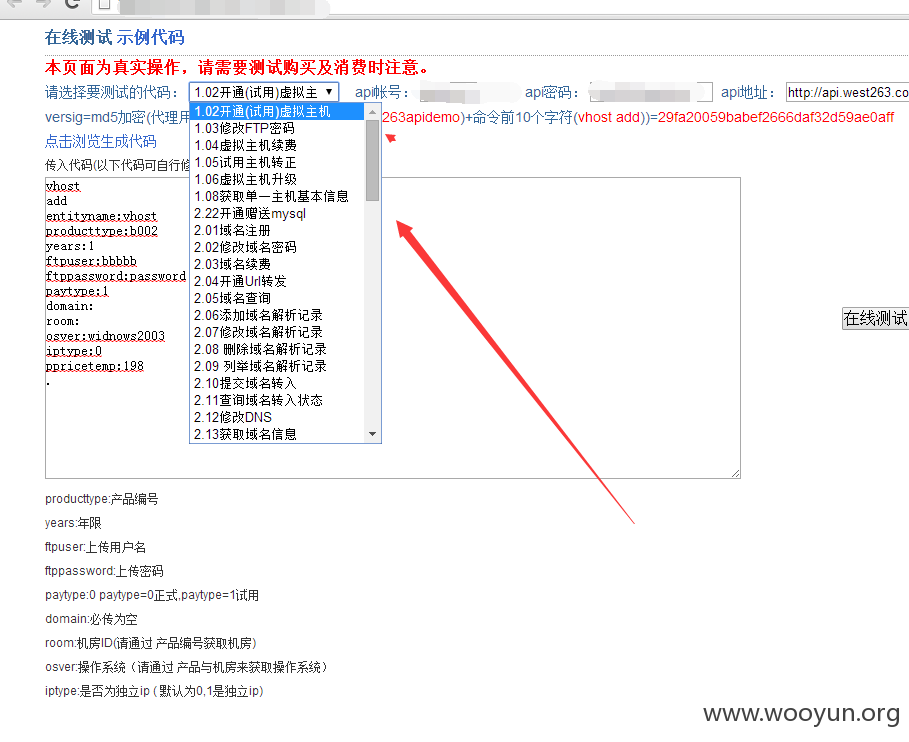 在线测试 示例代码
本页面为真实操作，请需要测试购买及消费时注意。
请选择要测试的代码： 1.02开通(试用)虚拟主 api帐号： api密码： api地址： http://api.west263.co
versig=md5加密(代理用 263apidemo)+命令前10个字符(vhost add))=29fa20059babef2666daf32d59ae0aff
点击浏览生成代码
传入代码(以下代码可自行修
1.02开通(试用)虚拟主机
1.03修改FTP密码
1.04虚拟主机续费
1.05试用主机转正
1.06虚拟主机升级
1.08获取单一主机基本信息
2.22开通赠送mysql
2.01域名注册
2.02修改域名密码
2.03域名续费
2.04开通Url转发
2.05域名查询
2.06添加域名解析记录
2.07修改域名解析记录
2.08 删除域名解析记录
2.09 列举域名解析记录
2.10提交域名转入
2.11查询域名转入状态
2.12修改DNS
2.13获取域名信息
vhost
add
entityname:vhost
producttype:b002
years:1
ftpuser:bbbbb
ftppassword:password
paytype:1
domain:
room:
osver:widnows2003
iptype:0
ppricetemp:198
.
在线测试
producttype:产品编号
years:年限
ftpuser:上传用户名
ftppassword:上传密码
paytype:0 paytype=0正式,paytype=1试用
domain:必传为空
room:机房ID(请通过 产品编号获取机房)
osver:操作系统（请通过 产品与机房来获取操作系统）
iptype:是否为独立ip ( 默认为0,1是独立ip)
www.wooyun.org